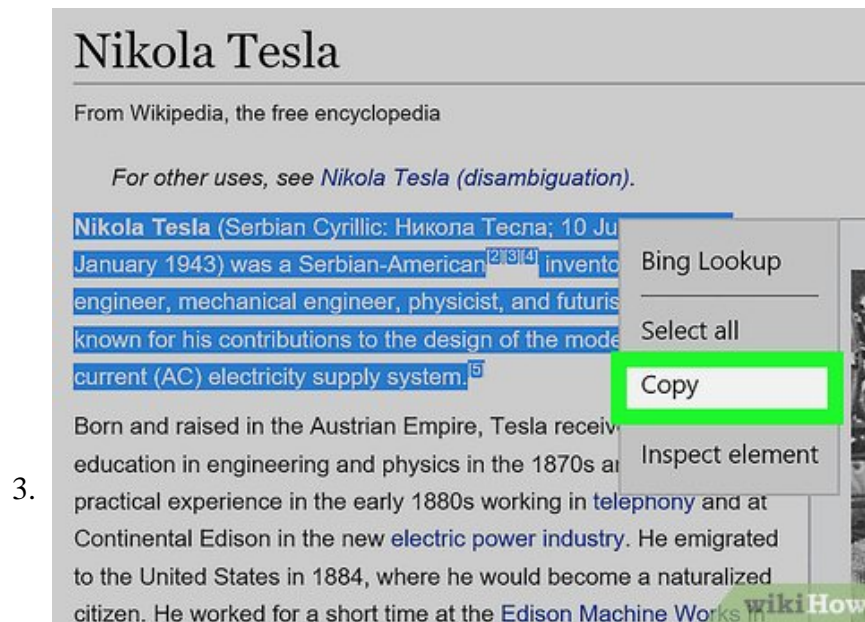 Nikola Tesla
From Wikipedia, the free encyclopedia
For other uses, see Nikola Tesla (disambiguation).
Nikola Tesla (Serbian Cyrillic: Никола Тесла; 10 Ju
January 1943) was a Serbian-American[2][3][4] invento
engineer, mechanical engineer, physicist, and futuris
known for his contributions to the design of the mode
current (AC) electricity supply system.[5]
Bing Lookup
Select all
Copy
Inspect element
Born and raised in the Austrian Empire, Tesla receiv
education in engineering and physics in the 1870s a
3.
practical experience in the early 1880s working in telephony and at
Continental Edison in the new electric power industry. He emigrated
to the United States in 1884, where he would become a naturalized
citizen. He worked for a short time at the Edison Machine Works in
wikiHow